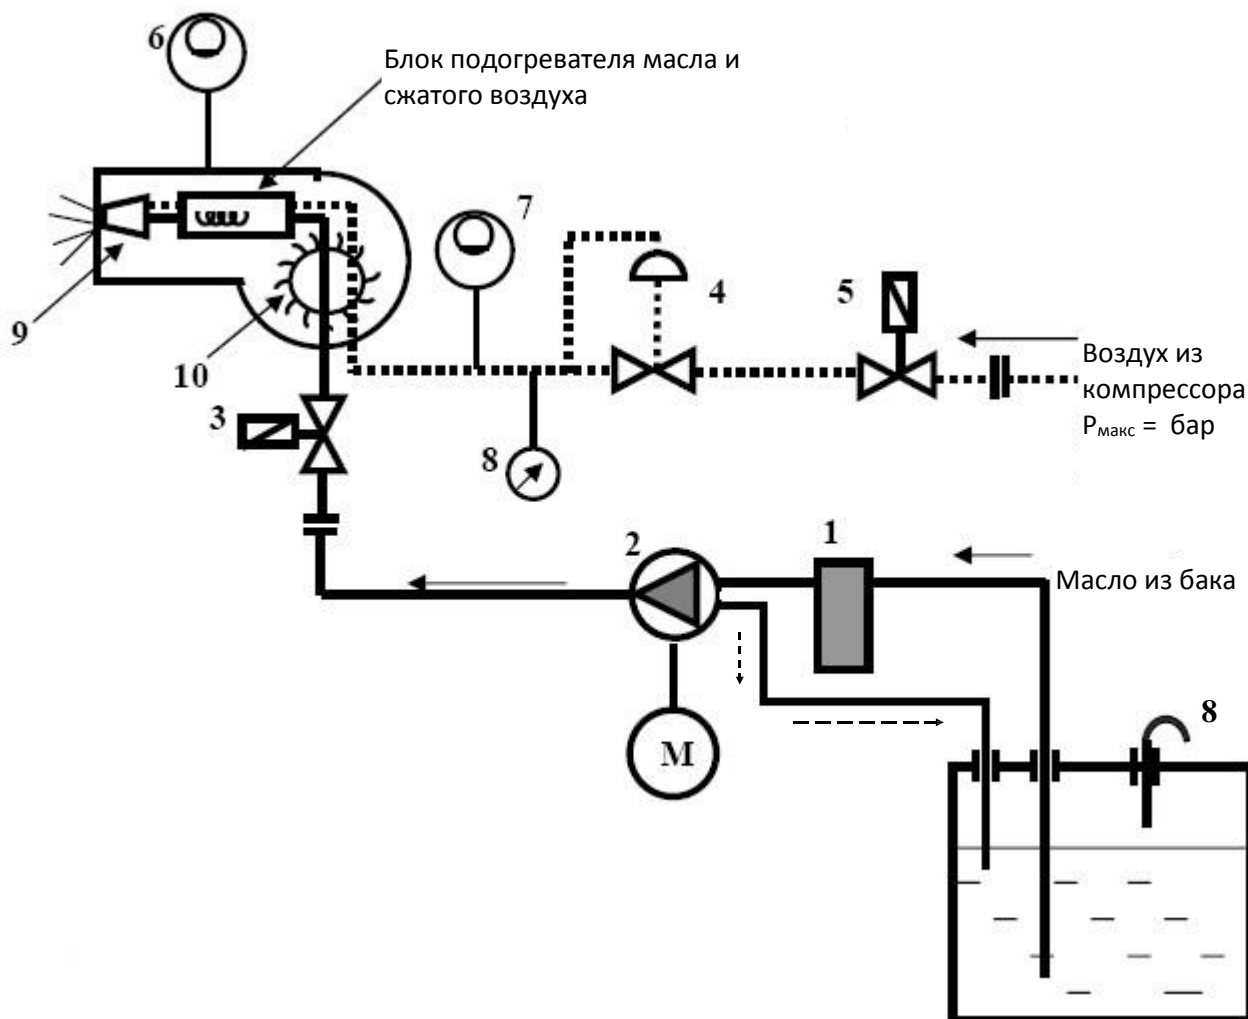 6
Блок подогревателя масла и
сжатого воздуха
7
4
5
9
10
Воздух из
компрессора
Pмакс = бар
3
8
2
1
Масло из бака
M
8